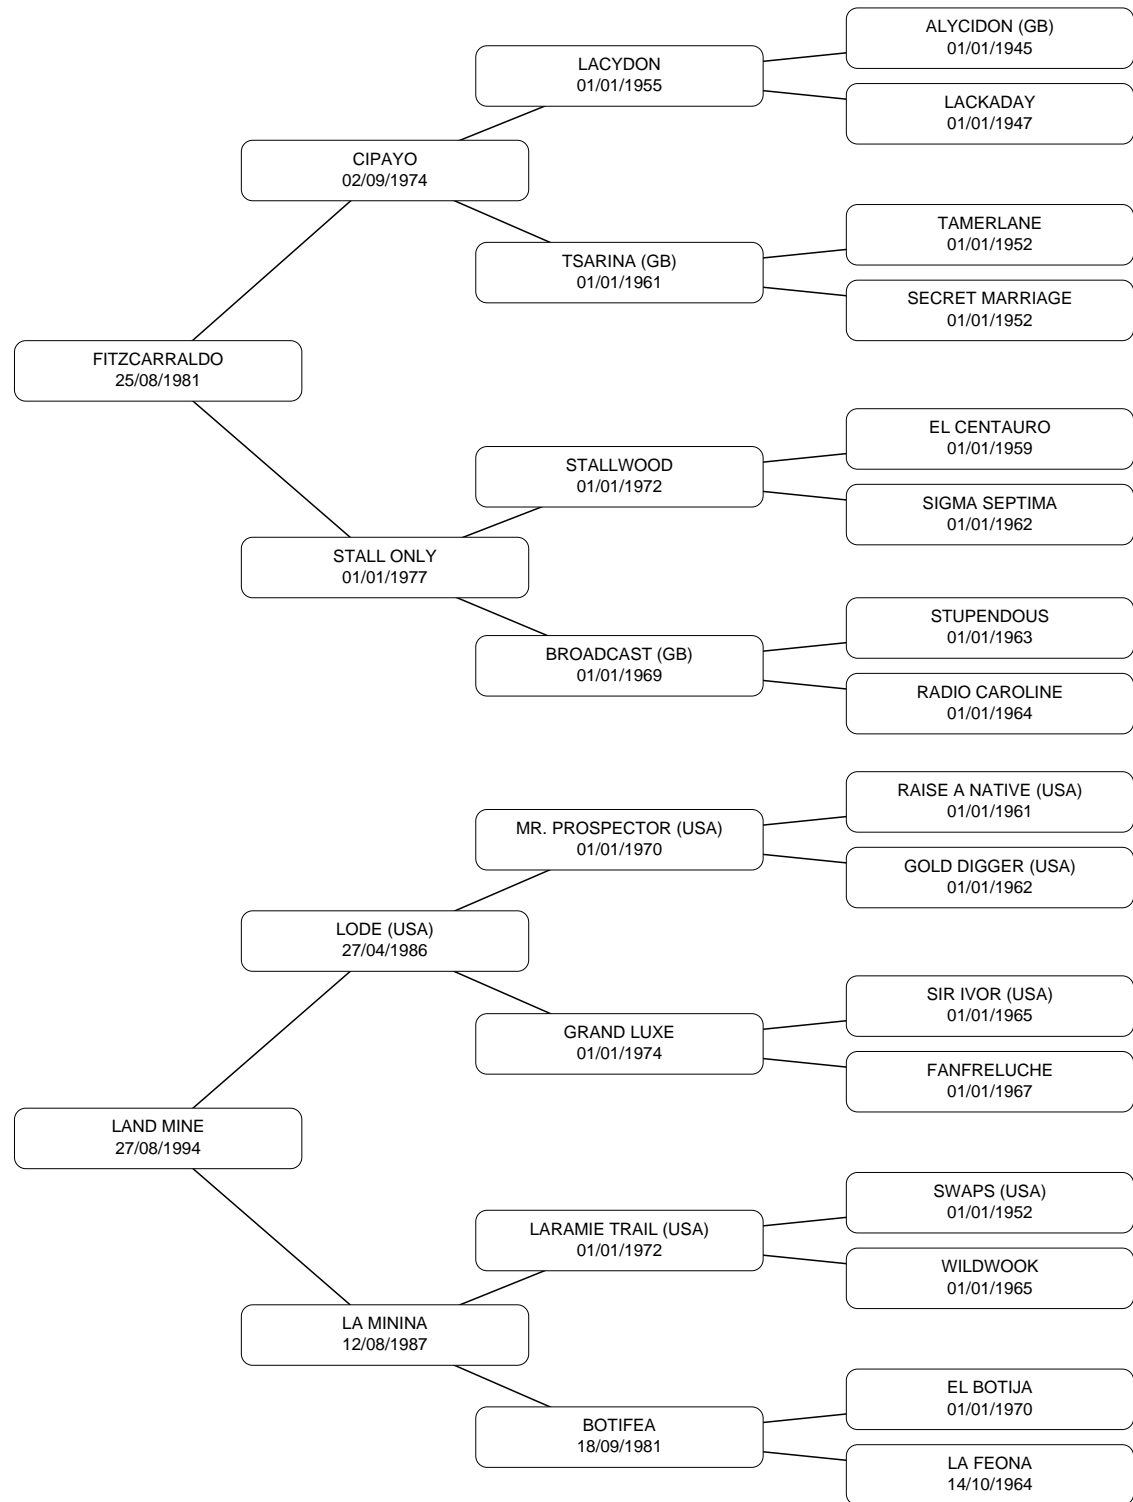 ALYCIDON (GB)
01/01/1945
LACYDON
01/01/1955
LACKADAY
01/01/1947
CIPAYO
02/09/1974
TAMERLANE
01/01/1952
TSARINA (GB)
01/01/1961
SECRET MARRIAGE
01/01/1952
FITZCARRALDO
25/08/1981
EL CENTAURO
01/01/1959
STALLWOOD
01/01/1972
SIGMA SEPTIMA
01/01/1962
STALL ONLY
01/01/1977
STUPENDOUS
01/01/1963
BROADCAST (GB)
01/01/1969
RADIO CAROLINE
01/01/1964
RAISE A NATIVE (USA)
01/01/1961
MR. PROSPECTOR (USA)
01/01/1970
GOLD DIGGER (USA)
01/01/1962
LODE (USA)
27/04/1986
SIR IVOR (USA)
01/01/1965
GRAND LUXE
01/01/1974
FANFRELUCHE
01/01/1967
LAND MINE
27/08/1994
SWAPS (USA)
01/01/1952
LARAMIE TRAIL (USA)
01/01/1972
WILDWOOK
01/01/1965
LA MININA
12/08/1987
EL BOTIJA
01/01/1970
BOTIFEA
18/09/1981
LA FEONA
14/10/1964